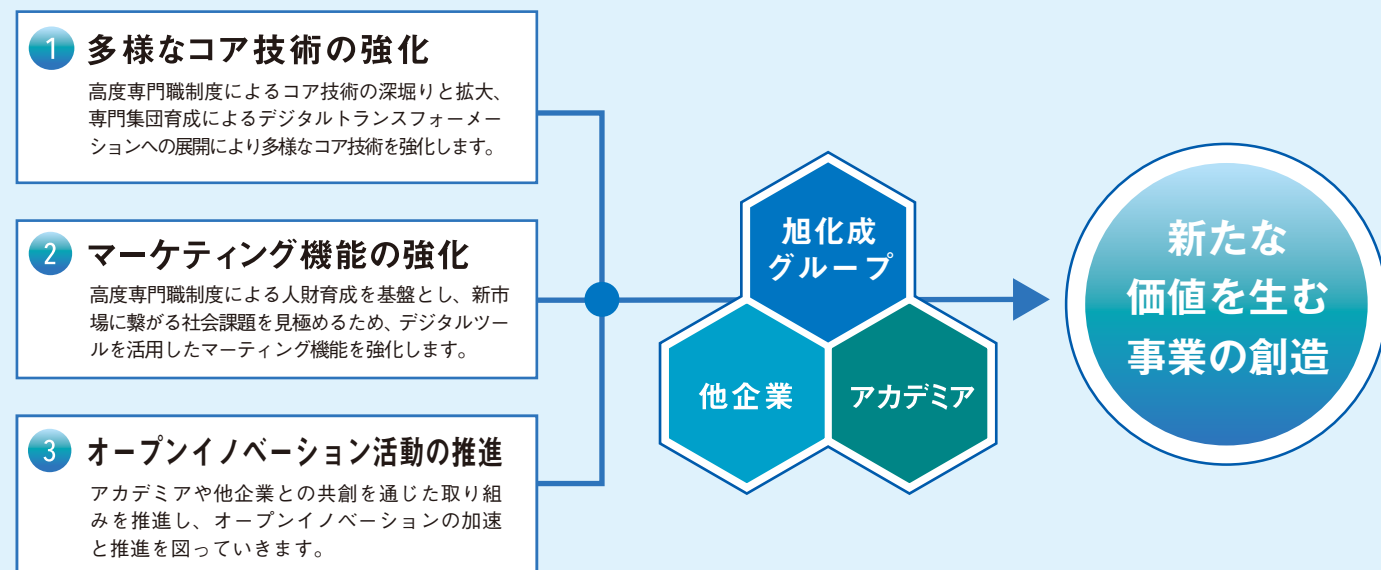 1 多様なコア技術の強化
高度専門職制度によるコア技術の深堀りと拡大、
専門集団育成によるデジタルトランスフォーメー
ションへの展開により多様なコア技術を強化します。
2 マーケティング機能の強化
高度専門職制度による人財育成を基盤とし、新市
場に繋がる社会課題を見極めるため、デジタルツー
ルを活用したマーティング機能を強化します。
3 オープンイノベーション活動の推進
アカデミアや他企業との共創を通じた取り組
みを推進し、オープンイノベーションの加速
と推進を図っていきます。
旭化成
グループ
他企業
アカデミア
新たな
価値を生む
事業の創造